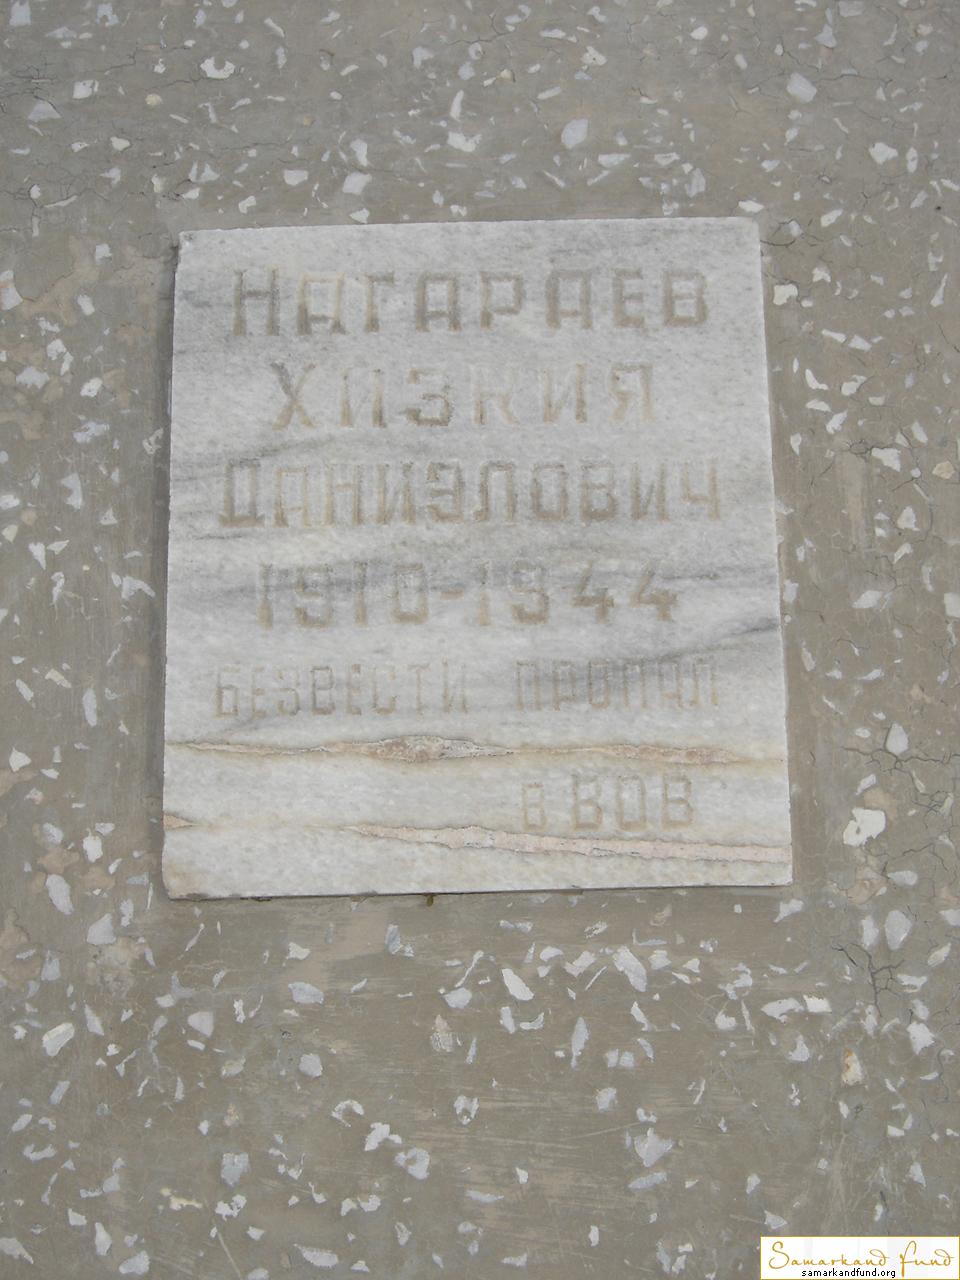 НАГАРАЕВ
ХИЗКИЯ
ДАНИЭЛОВИЧ
1910-1944
БЕЗВЕСТИ ПРОПАЛ
в ВОВ
Samarkand Fund
samarkandfund.org